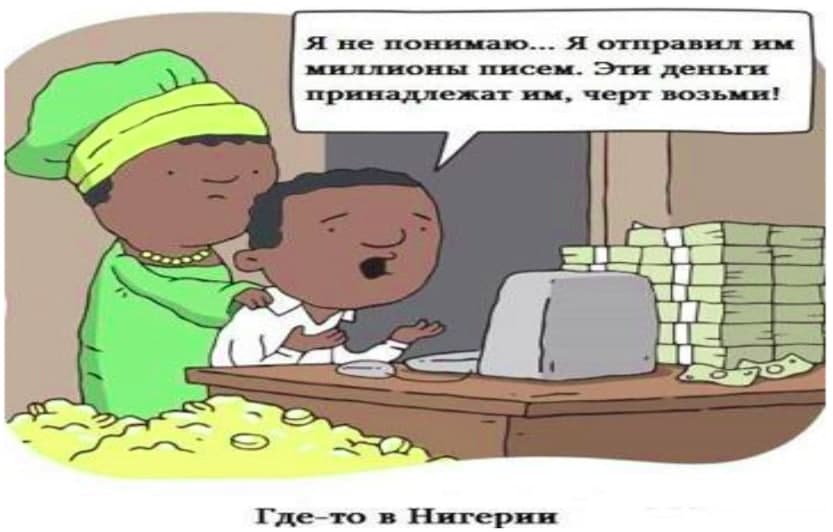 Я не понимаю... Я отправил им
миллионы писем. Эти деньги
принадлежат им, черт возьми!
Где-то в Нигерии